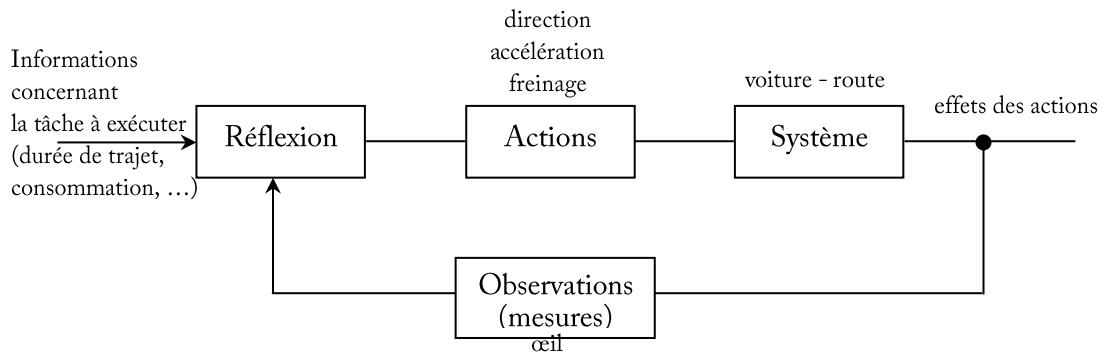 Informations
concernant
la tâche à exécuter
(durée de trajet,
consommation, …)
Réflexion
direction
accélération
freinage
Actions
voiture - route
Système
effets des actions
Observations
(mesures)
œil